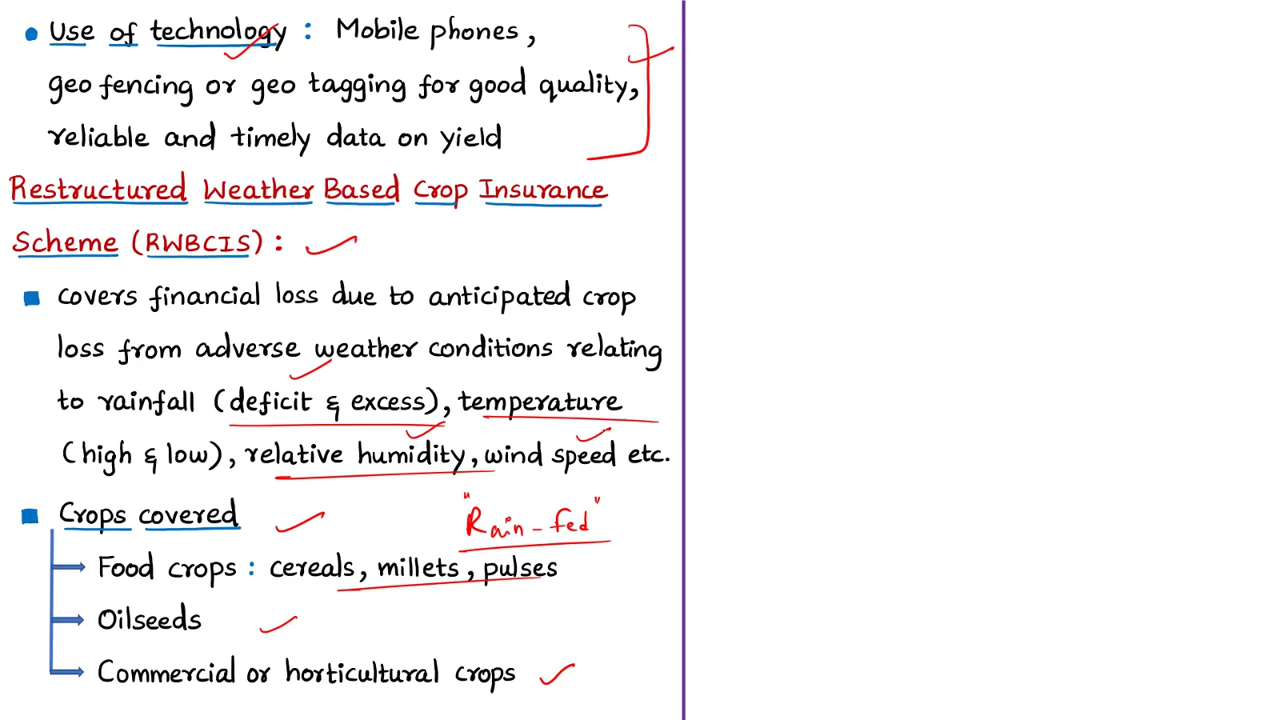 • Use of technology : Mobile phones,
geo fencing or geo tagging for good quality,
reliable and timely data on yield
Restructured Weather Based Crop Insurance
Scheme (RWBCIS) :
■ covers financial loss due to anticipated crop
loss from adverse weather conditions relating
to rainfall (deficit & excess), temperature
(high & low), relative humidity, wind speed etc.
■ Crops covered
"Rain-fed"
Food crops : cereals, millets, pulses
Oilseeds
Commercial or horticultural crops